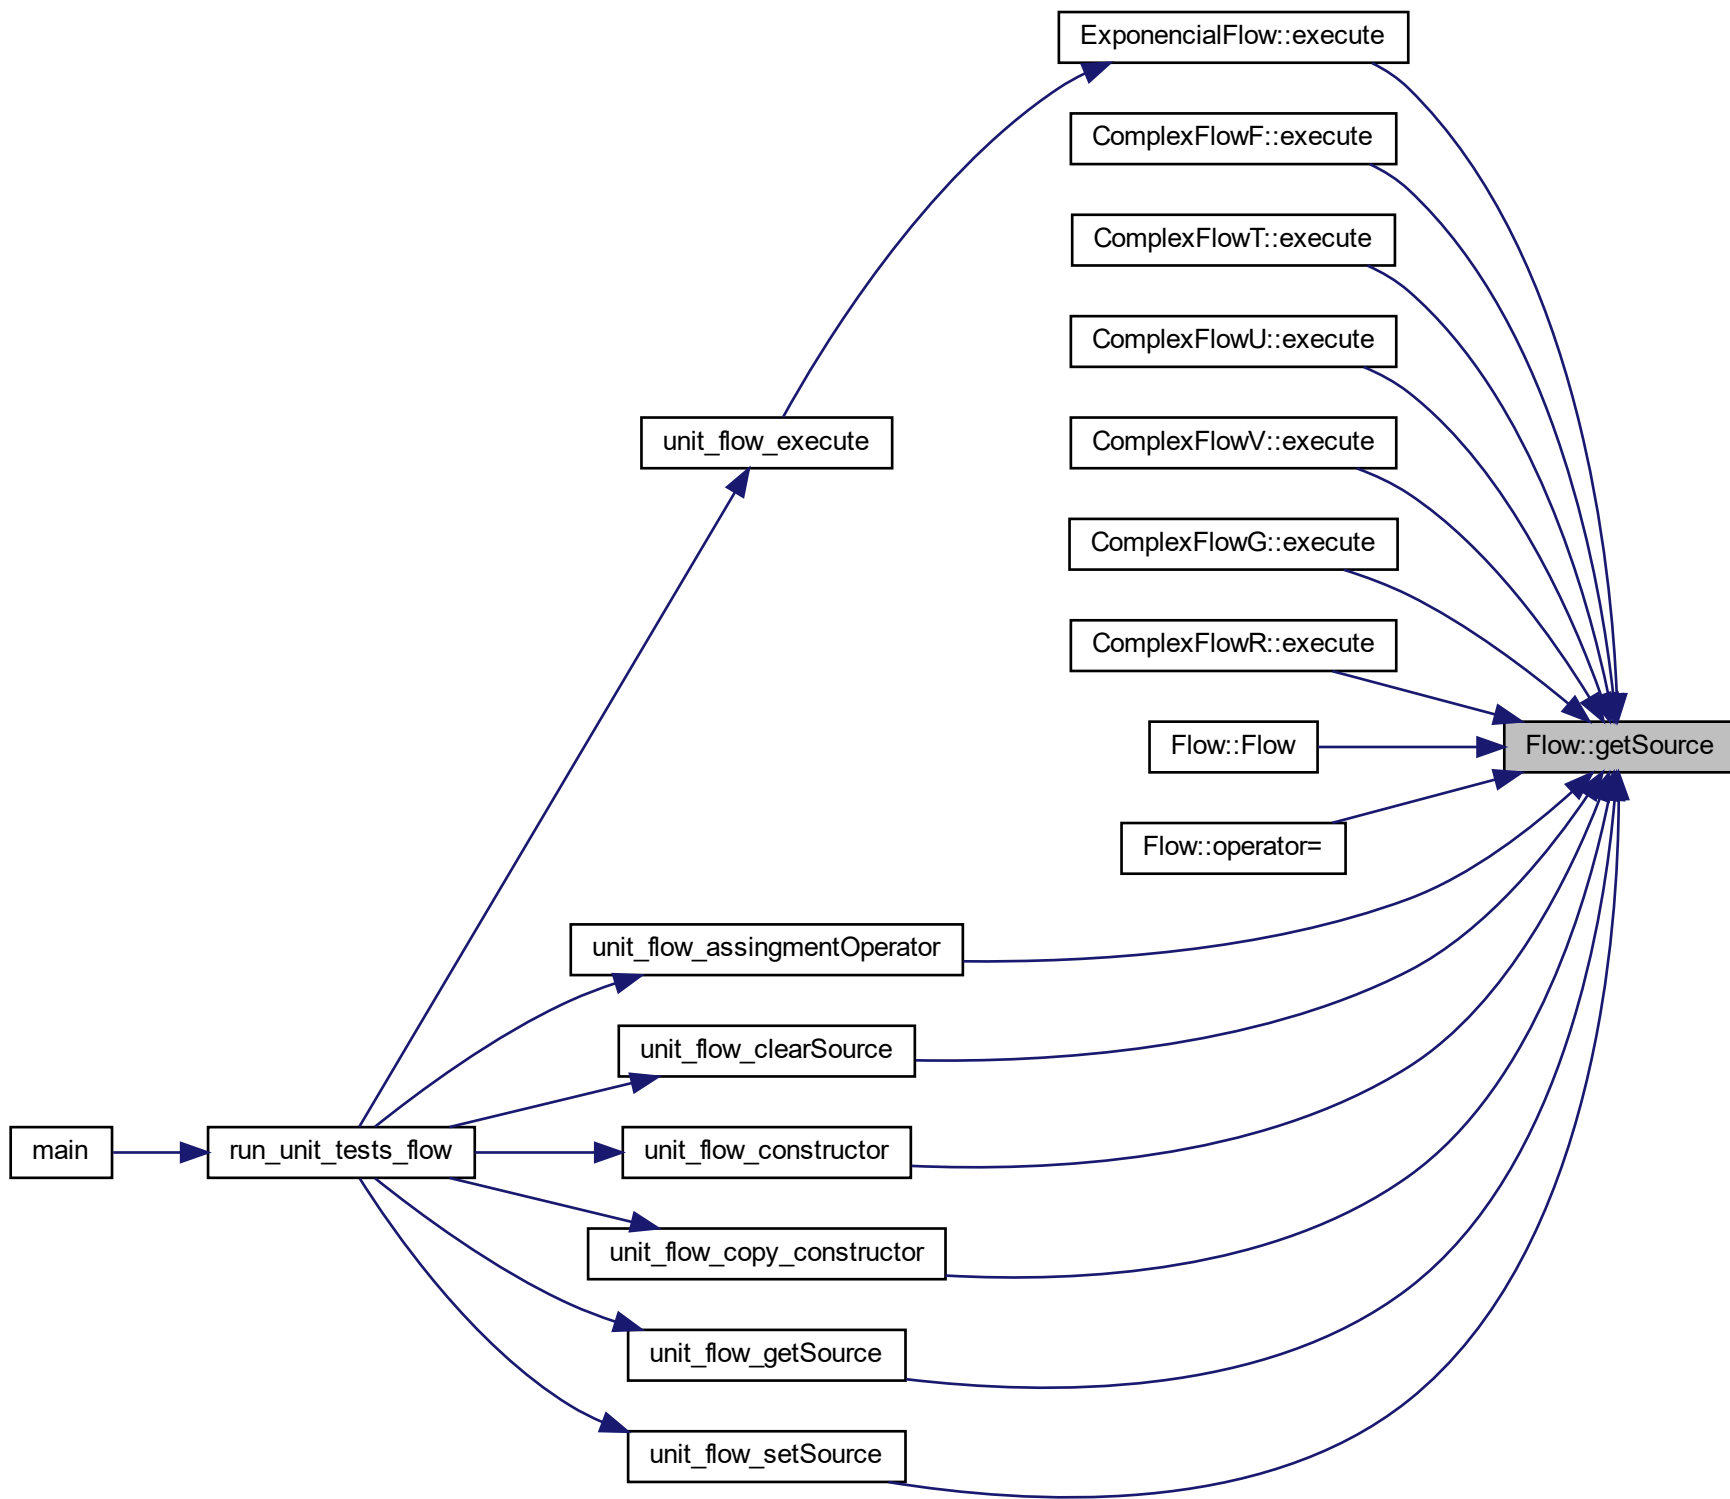 ExponencialFlow::execute
ComplexFlowF::execute
ComplexFlowT::execute
ComplexFlowU::execute
unit_flow_execute
ComplexFlowV::execute
ComplexFlowG::execute
ComplexFlowR::execute
Flow::Flow
Flow::getSource
Flow::operator=
unit_flow_assingmentOperator
unit_flow_clearSource
main
run_unit_tests_flow
unit_flow_constructor
unit_flow_copy_constructor
unit_flow_getSource
unit_flow_setSource